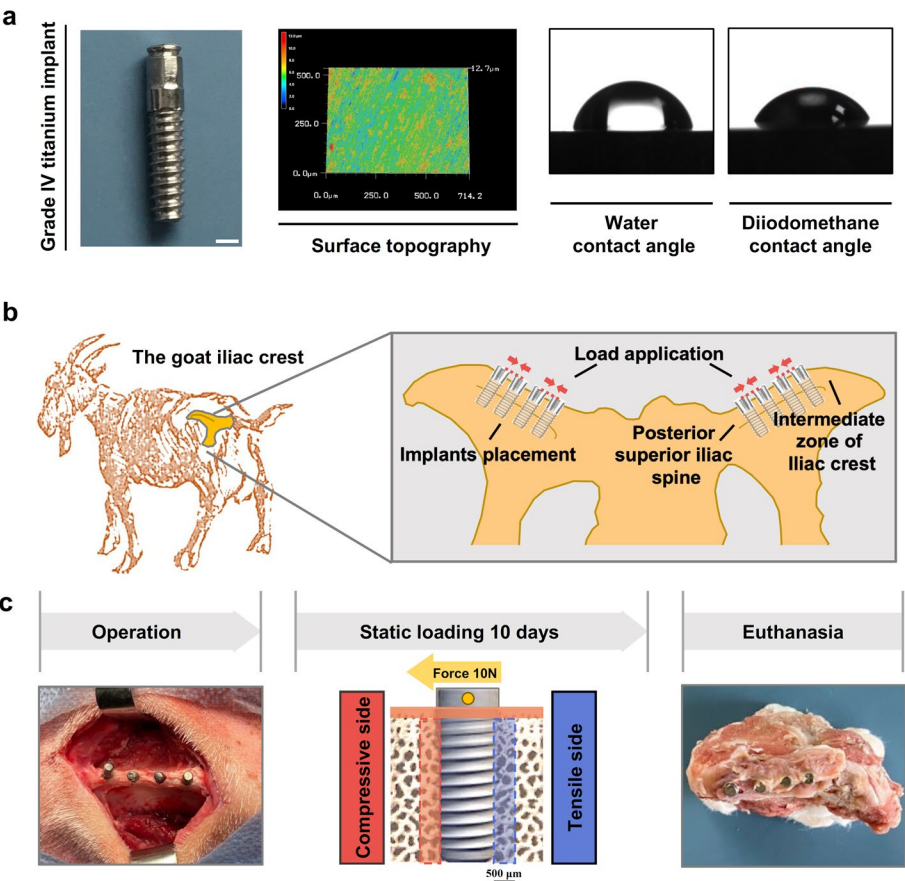 a
Grade IV titanium implant
500.0
250.0
0.0μm
0.0μm 250.0 500.0 714.2
12.7μm
Surface topography
Water
contact angle
Diiodomethane
contact angle
b
The goat iliac crest
Load application
Implants placement
Posterior
superior iliac
spine
Intermediate
zone of
Iliac crest
c
Operation
Static loading 10 days
Euthanasia
Force 10N
Compressive side
Tensile side
500 μm